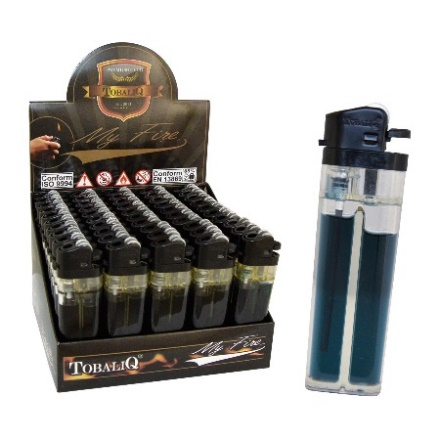 TOBALIQ
My Fire
Conform
ISO 9994
Conform
EN 13869
TOBALIQ®
My Fire